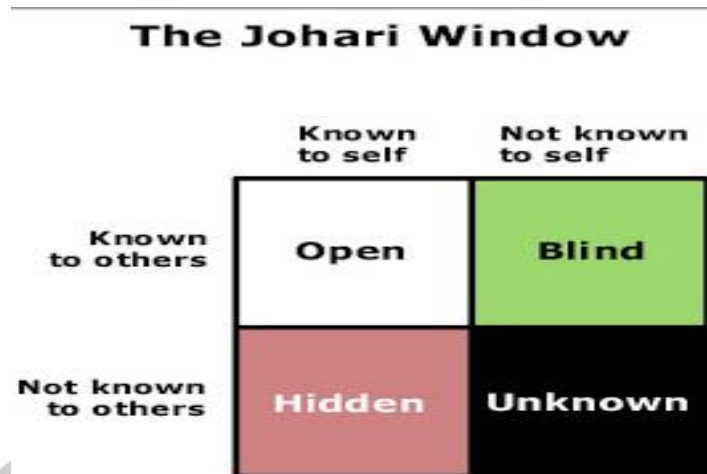 The Johari Window
Known
to self
Not known
to self
Known
to others
Open
Blind
Not known
to others
Hidden
Unknown